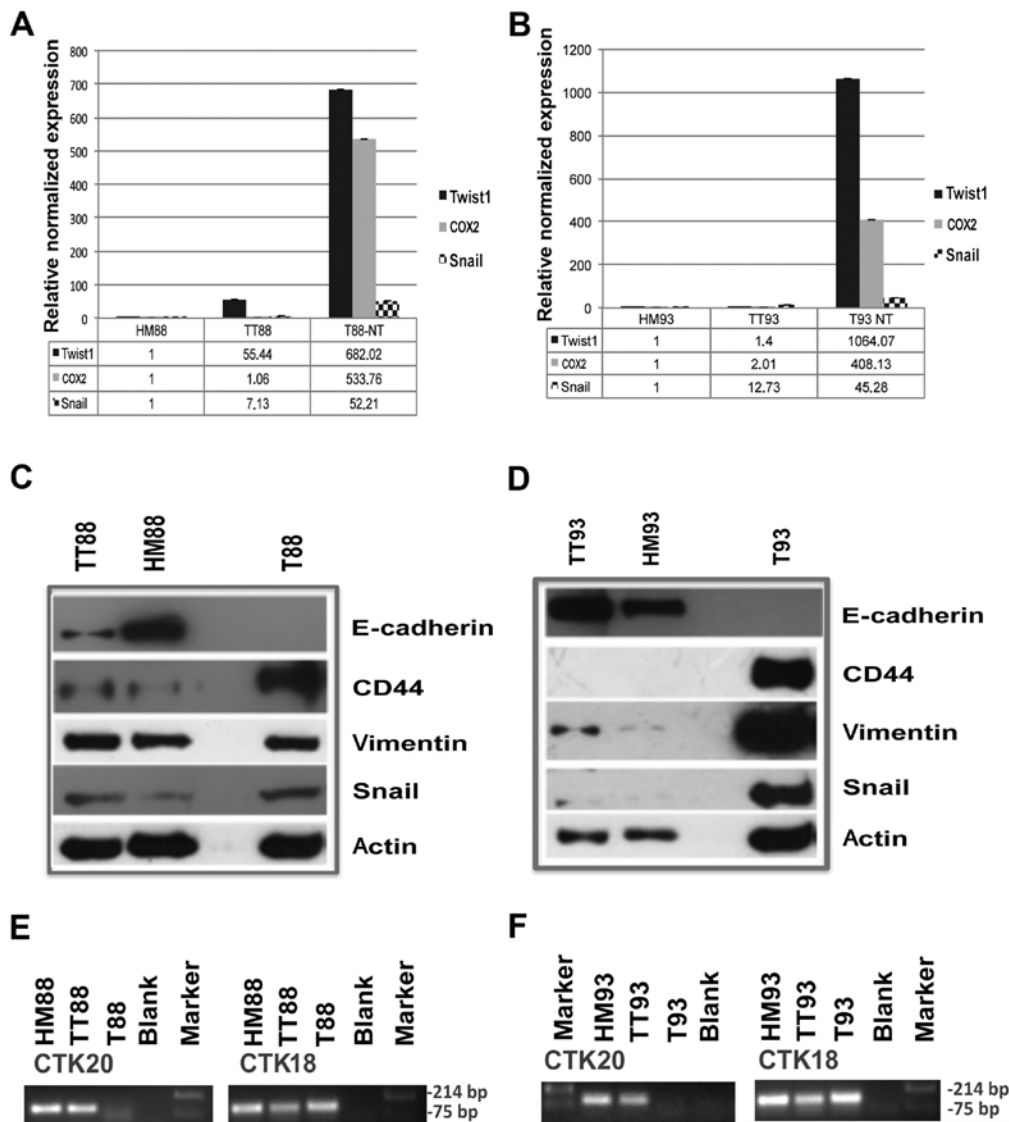 A
Relative normalized expression
800
700
600
500
400
300
200
100
0
Twist1
COX2
Snail
HM88 TT88 T88-NT
Twist1 1 55.44 682.02
COX2 1 1.06 533.76
Snail 1 7.13 52.21
B
Relative normalized expression
1200
1000
800
600
400
200
0
Twist1
COX2
Snail
HM93 TT93 T93 NT
Twist1 1 1.4 1064.07
COX2 1 2.01 408.13
Snail 1 12.73 45.28
C
TT88 HM88 T88
E-cadherin
CD44
Vimentin
Snail
Actin
D
TT93 HM93 T93
E-cadherin
CD44
Vimentin
Snail
Actin
E
HM88 TT88 T88 Blank Marker HM88 TT88 T88 Blank Marker
CTK20 CTK18
-214 bp
-75 bp
F
Marker HM93 TT93 T93 Blank HM93 TT93 T93 Blank Marker
CTK20 CTK18
-214 bp
-75 bp